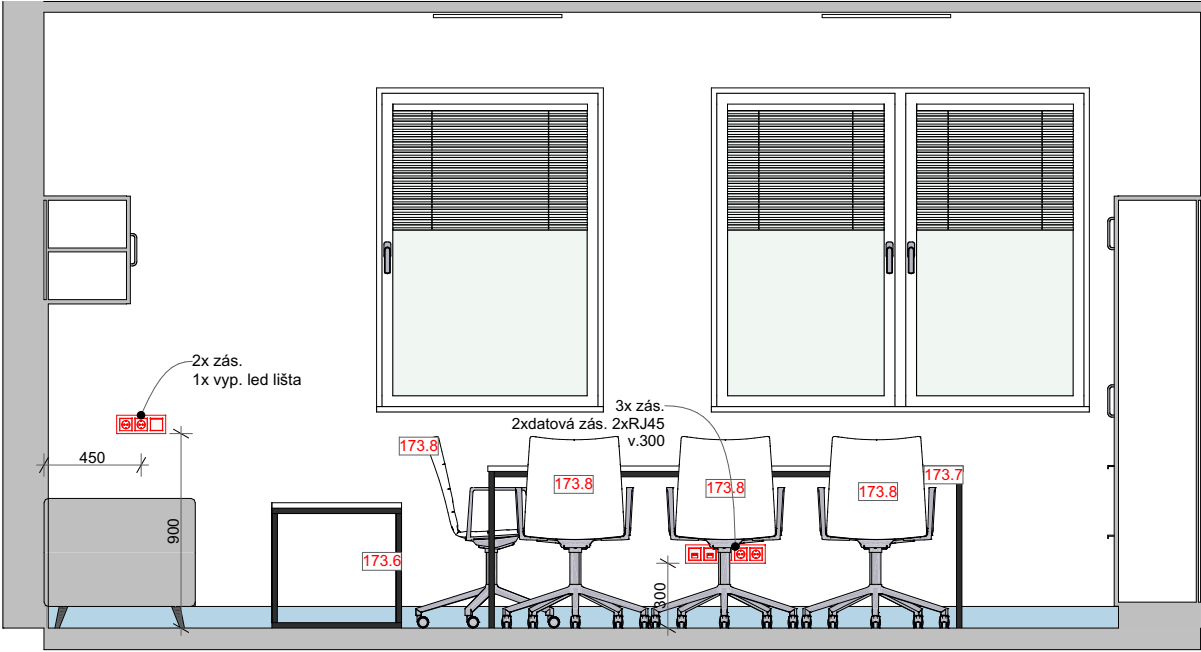 2x zás.
1x vyp. led lišta
3x zás.
2xdatová zás. 2xRJ45
v.300
450
900
300
173.8
173.8
173.8
173.8
173.7
173.6